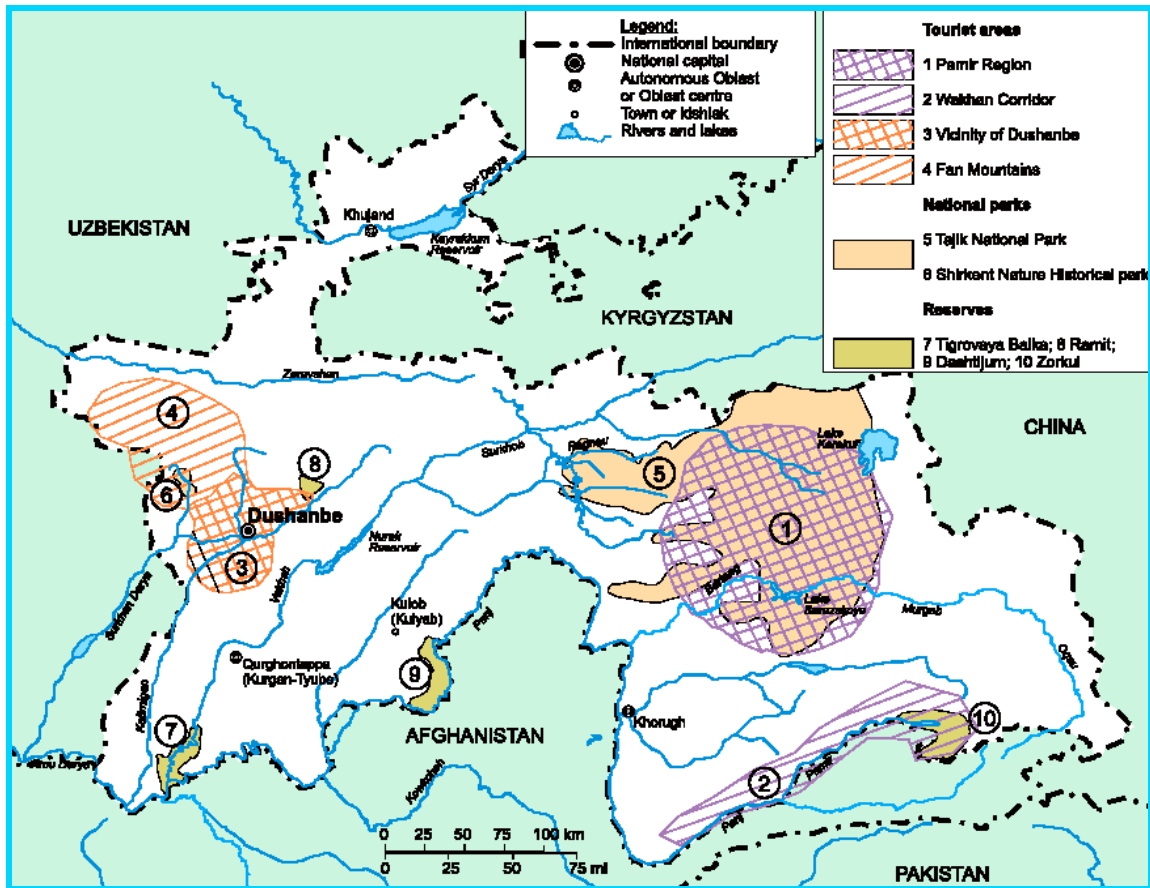 Legend:
International boundary
National capital
Autonomous Oblast
or Oblast centre
Town or kishlak
Rivers and lakes
Tourist areas
1 Pamir Region
2 Wakhan Corridor
3 Vicinity of Dushanbe
4 Fan Mountains
National parks
5 Tajik National Park
6 Shirkent Nature Historical park
Reserves
7 Tigrovaya Balka; 8 Ramit;
9 Dashtijum; 10 Zorkul
UZBEKISTAN
Khujand
Syr Darya
Kayrakkum
Reservoir
KYRGYZSTAN
CHINA
Zeravshan
4
Surkhob
5
Lake
Karakul
8
6
Dushanbe
1
3
Nurek
Reservoir
Vakhsh
Surkhan Darya
Kulob
(Kulyab)
Panj
Bartang
Lake
Murgab
Oqsu
Qurghonteppa
(Kurgan-Tyube)
9
7
Khorugh
10
AFGHANISTAN
2
Pamir
Panj
Darya
0 25 50 75 100 km
0 25 50 75 mi
PAKISTAN